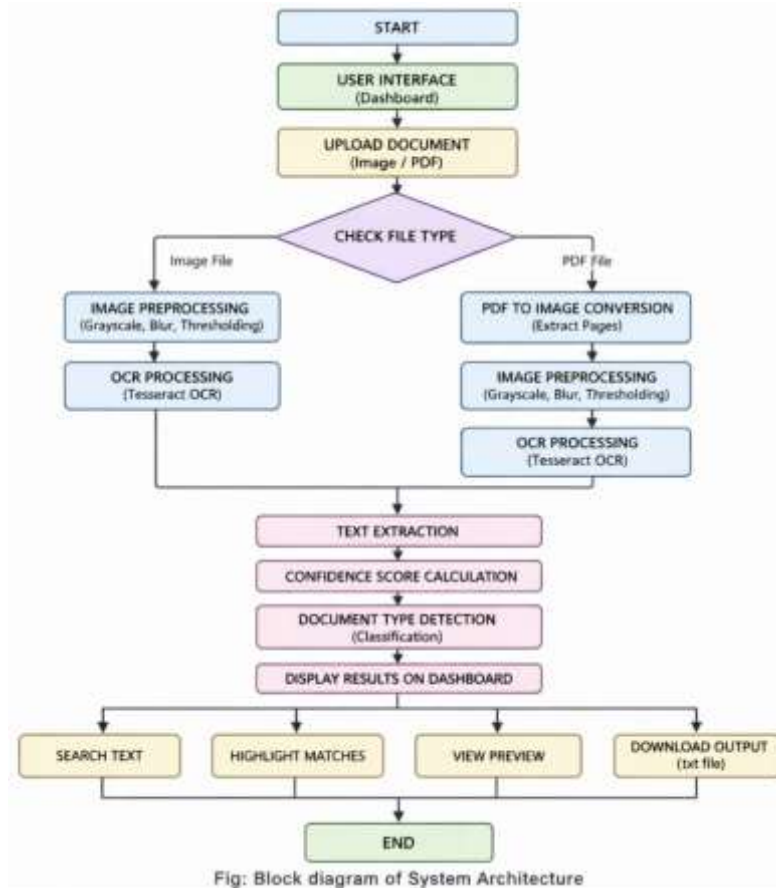 START
USER INTERFACE
(Dashboard)
UPLOAD DOCUMENT
(Image / PDF)
CHECK FILE TYPE
Image File
PDF File
IMAGE PREPROCESSING
(Grayscale, Blur, Thresholding)
OCR PROCESSING
(Tesseract OCR)
PDF TO IMAGE CONVERSION
(Extract Pages)
IMAGE PREPROCESSING
(Grayscale, Blur, Thresholding)
OCR PROCESSING
(Tesseract OCR)
TEXT EXTRACTION
CONFIDENCE SCORE CALCULATION
DOCUMENT TYPE DETECTION
(Classification)
DISPLAY RESULTS ON DASHBOARD
SEARCH TEXT
HIGHLIGHT MATCHES
VIEW PREVIEW
DOWNLOAD OUTPUT
(txt file)
END
Fig: Block diagram of System Architecture